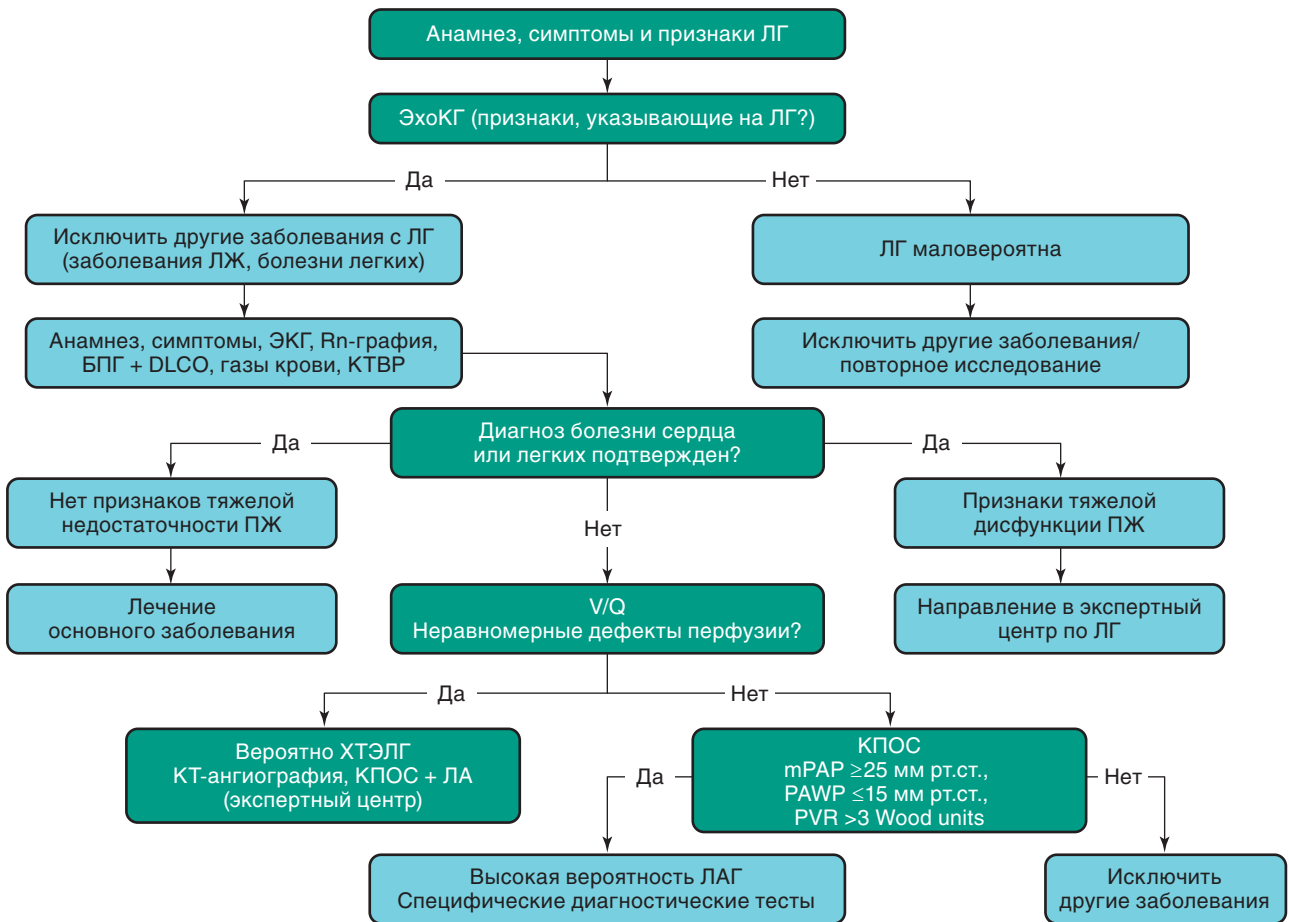 Анамнез, симптомы и признаки ЛГ
ЭхоКГ (признаки, указывающие на ЛГ?)
Да
Нет
Исключить другие заболевания с ЛГ
(заболевания ЛЖ, болезни легких)
ЛГ маловероятна
Анамнез, симптомы, ЭКГ, Rn-графия,
БПГ + DLCO, газы крови, КТВР
Исключить другие заболевания/
повторное исследование
Да
Диагноз болезни сердца
или легких подтвержден?
Да
Нет признаков тяжелой
недостаточности ПЖ
Нет
Признаки тяжелой
дисфункции ПЖ
Лечение
основного заболевания
V/Q
Неравномерные дефекты перфузии?
Направление в экспертный
центр по ЛГ
Да
Нет
Вероятно ХТЭЛГ
КТ-ангиография, КПОС + ЛА
(экспертный центр)
КПОС
mPAP ≥25 мм рт.ст.,
PAWP ≤15 мм рт.ст.,
PVR >3 Wood units
Да
Нет
Высокая вероятность ЛАГ
Специфические диагностические тесты
Исключить
другие заболевания